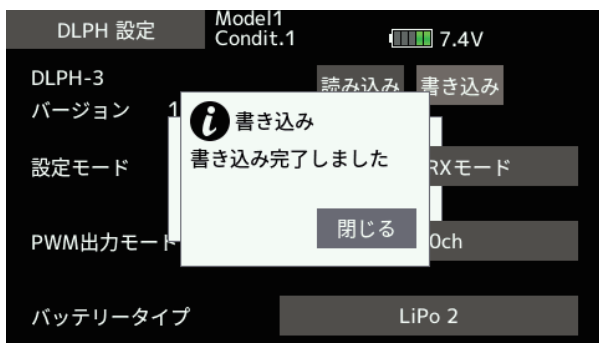 DLPH 設定
Model1
Condit.1
7.4V
DLPH-3
読み込み
書き込み
バージョン 1
書き込み
書き込み完了しました
設定モード
RXモード
閉じる
PWM出力モード
0ch
バッテリータイプ
LiPo 2